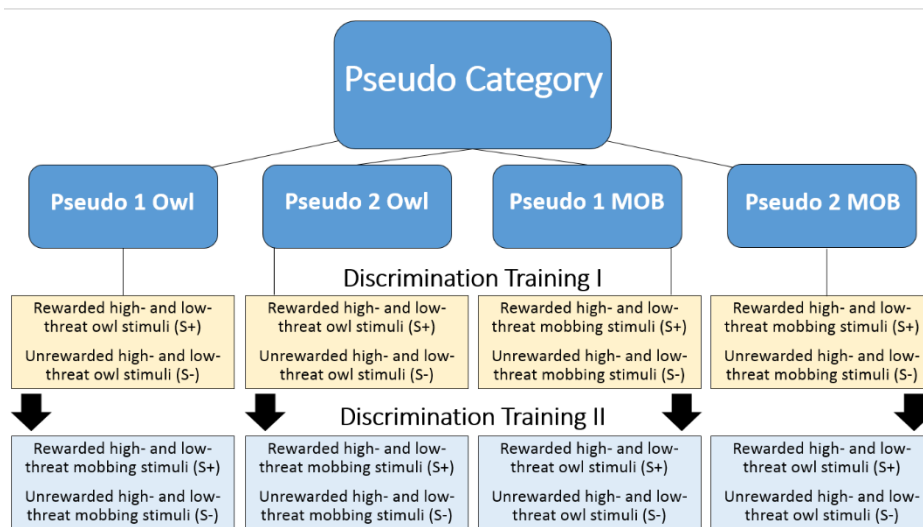 Pseudo Category
Pseudo 1 Owl
Pseudo 2 Owl
Pseudo 1 MOB
Pseudo 2 MOB
Discrimination Training I
Rewarded high- and low-
threat owl stimuli (S+)
Unrewarded high- and low-
threat owl stimuli (S-)
Rewarded high- and low-
threat owl stimuli (S+)
Unrewarded high- and low-
threat owl stimuli (S-)
Rewarded high- and low-
threat mobbing stimuli (S+)
Unrewarded high- and low-
threat mobbing stimuli (S-)
Rewarded high- and low-
threat mobbing stimuli (S+)
Unrewarded high- and low-
threat mobbing stimuli (S-)
Discrimination Training II
Rewarded high- and low-
threat mobbing stimuli (S+)
Unrewarded high- and low-
threat mobbing stimuli (S-)
Rewarded high- and low-
threat mobbing stimuli (S+)
Unrewarded high- and low-
threat mobbing stimuli (S-)
Rewarded high- and low-
threat owl stimuli (S+)
Unrewarded high- and low-
threat owl stimuli (S-)
Rewarded high- and low-
threat owl stimuli (S+)
Unrewarded high- and low-
threat owl stimuli (S-)